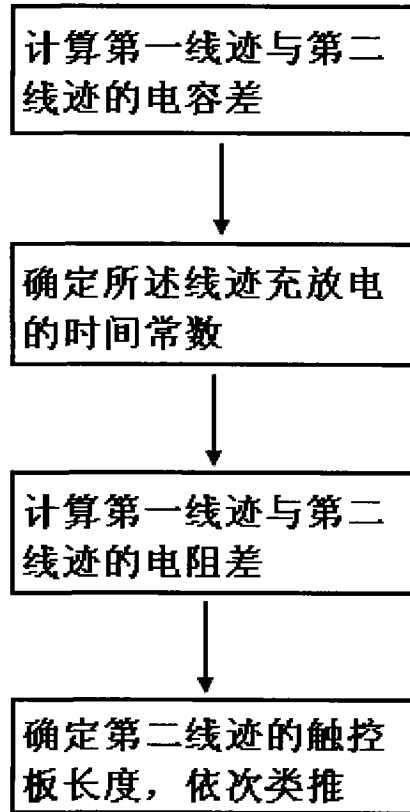 计算第一线迹与第二
线迹的电容差
确定所述线迹充放电
的时间常数
计算第一线迹与第二
线迹的电阻差
确定第二线迹的触控
板长度，依次类推